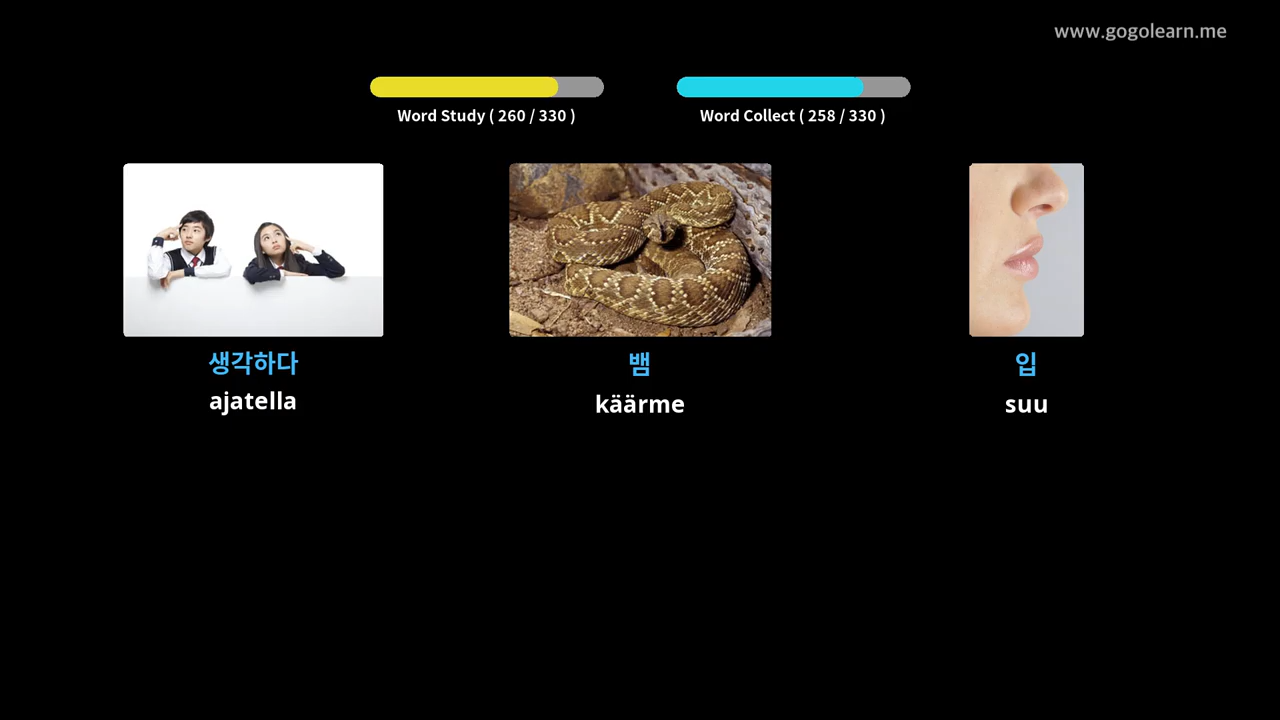 www.gogolearn.me
Word Study ( 260 / 330 )
Word Collect ( 258 / 330 )
생각하다
뱀
입
ajatella
käärme
suu